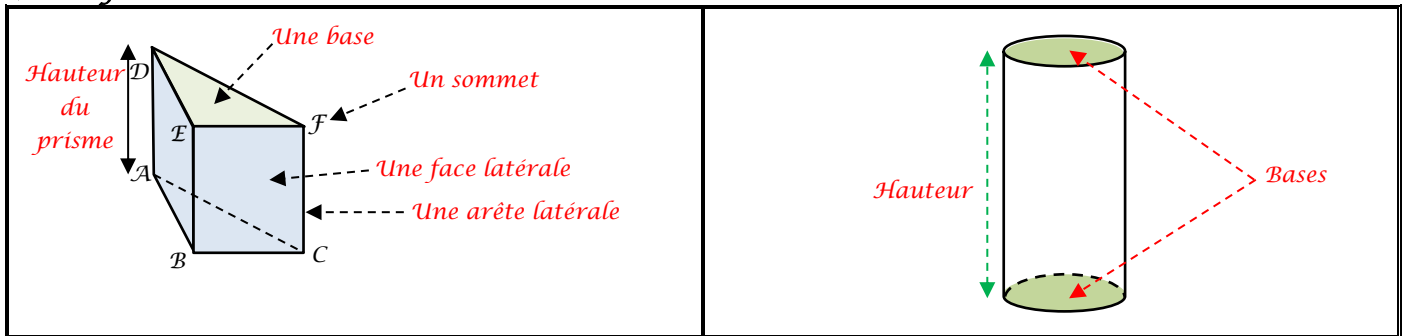 Une base
Hauteur
du
prisme
D
Un sommet
E
F
Une face latérale
A
Une arête latérale
B
C
Hauteur
Bases